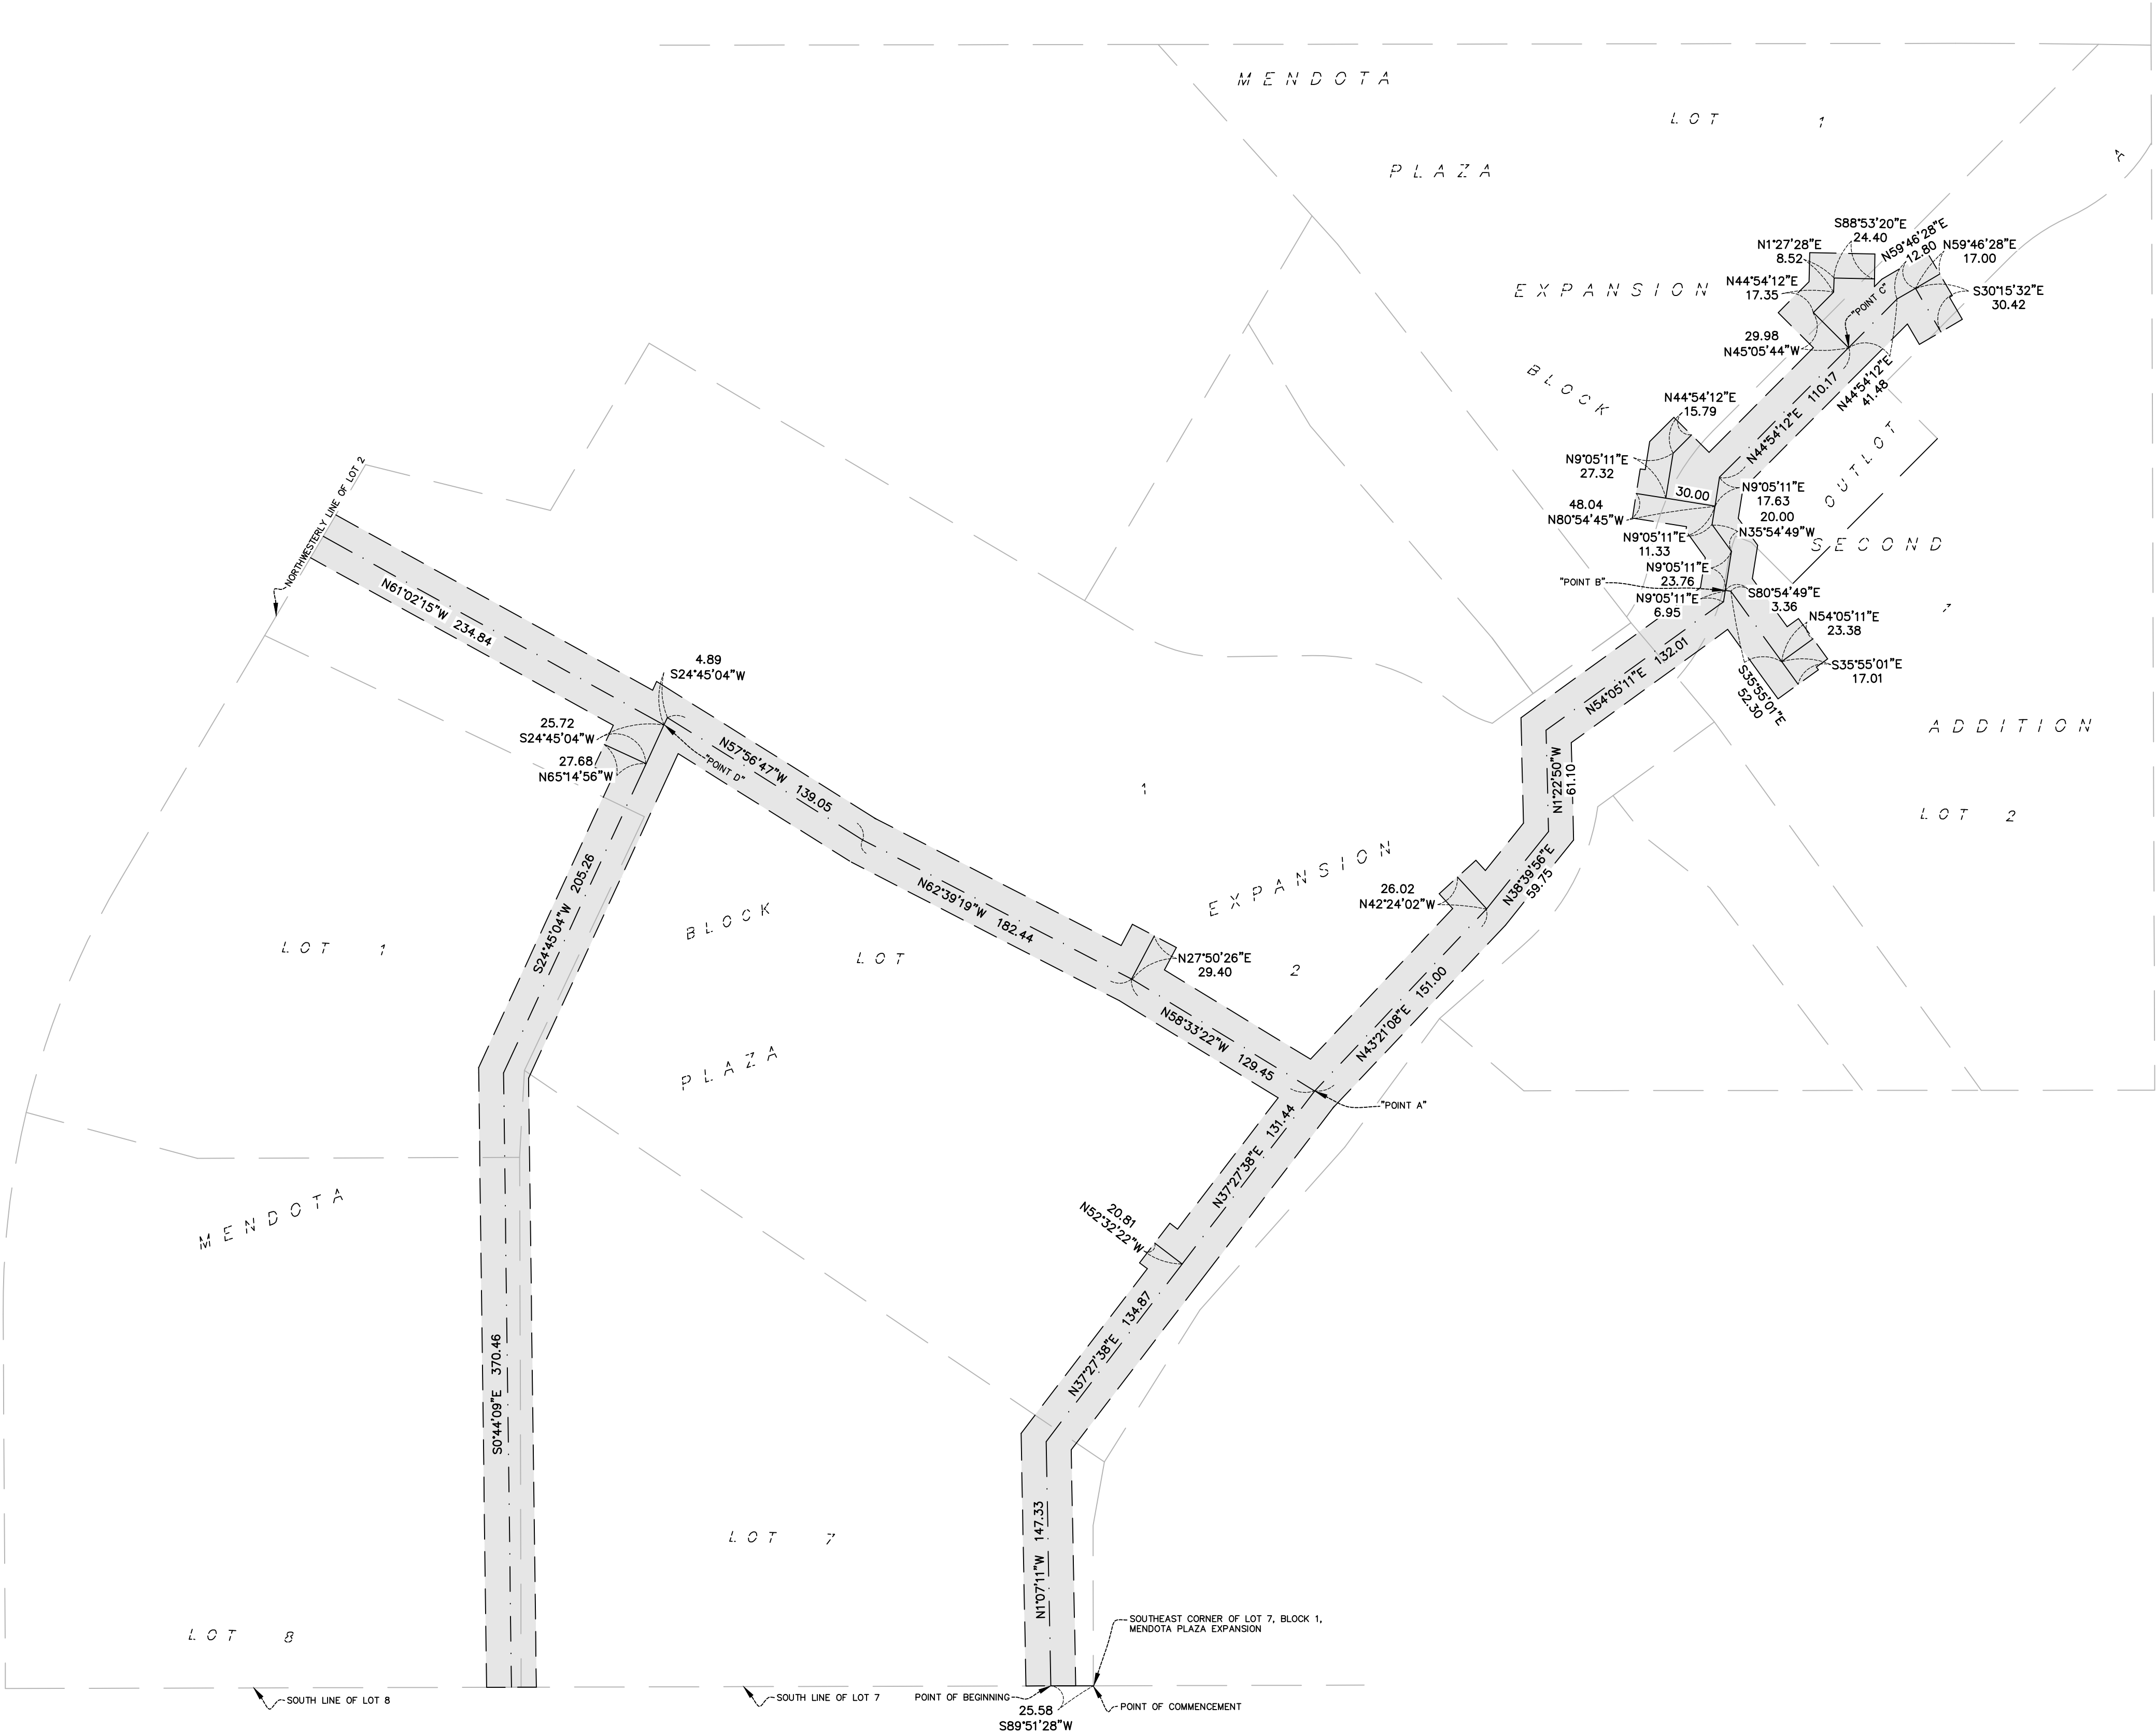 MENDOTA
LOT 1
A
PLAZA
S88°53'20"E
24.40
N59°46'28"E
12.80
N1°27'28"E
8.52
N59°46'28"E
17.00
N44°54'12"E
17.35
EXPANSION
S30°15'32"E
30.42
"POINT C"
29.98
N45°05'44"W
N44°54'12"E 110.17
N44°54'12"E
41.48
BLOCK
N44°54'12"E
15.79
OUTLOT
N9°05'11"E
27.32
30.00
N9°05'11"E
17.63
48.04
N80°54'45"W
20.00
N35°54'49"W
N9°05'11"E
11.33
SECOND
N9°05'11"E
23.76
"POINT B"
S80°54'49"E
3.36
N9°05'11"E
6.95
1
N54°05'11"E
23.38
S35°55'01"E
17.01
S35°55'01"E
52.30
N54°05'11"E 132.01
ADDITION
LOT 2
NORTHWESTERLY LINE OF LOT 2
N61°02'15"W 234.84
4.89
S24°45'04"W
25.72
S24°45'04"W
27.68
N65°14'56"W
"POINT D"
N57°56'47"W 139.05
1
N1°22'50"W
61.10
EXPANSION
N38°39'56"E
59.75
26.02
N42°24'02"W
N62°39'19"W 182.44
S24°45'04"W 205.26
BLOCK
LOT 1
LOT
2
N27°50'26"E
29.40
N43°21'08"E 151.00
N58°33'22"W 129.45
PLAZA
"POINT A"
N37°27'38"E 131.44
MENDOTA
20.81
N52°32'22"W
N37°27'38"E 134.87
S0°44'09"E 370.46
LOT 7
N1°07'11"W 147.33
LOT 8
SOUTHEAST CORNER OF LOT 7, BLOCK 1,
MENDOTA PLAZA EXPANSION
SOUTH LINE OF LOT 8
SOUTH LINE OF LOT 7
POINT OF BEGINNING
POINT OF COMMENCEMENT
25.58
S89°51'28"W